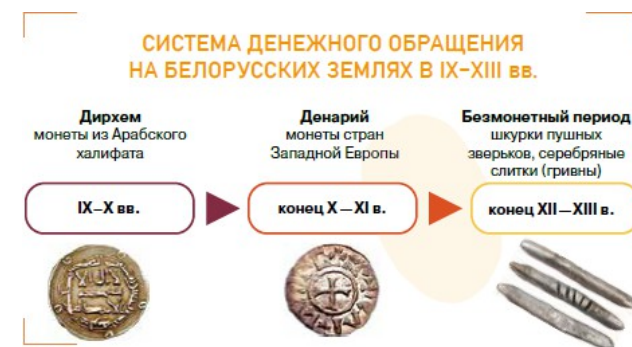 СИСТЕМА ДЕНЕЖНОГО ОБРАЩЕНИЯ
НА БЕЛОРУССКИХ ЗЕМЛЯХ В IX–XIII вв.
Дирхем
монеты из Арабского
халифата
IX–X вв.
Денарий
монеты стран
Западной Европы
конец X — XI в.
Безмонетный период
шкурки пушных
зверьков, серебряные
слитки (гривны)
конец XII — XIII в.